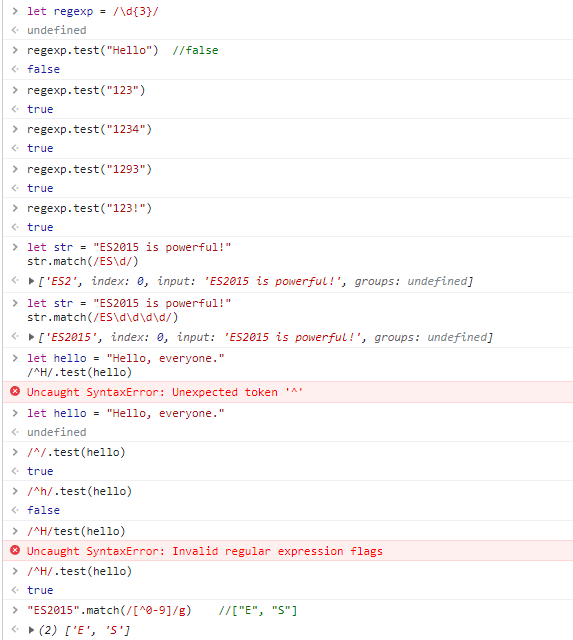 let regexp = /\d{3}/
undefined
regexp.test("Hello")  //false
false
regexp.test("123")
true
regexp.test("1234")
true
regexp.test("1293")
true
regexp.test("123!")
true
let str = "ES2015 is powerful!"
str.match(/ES\d/)
['ES2', index: 0, input: 'ES2015 is powerful!', groups: undefined]
let str = "ES2015 is powerful!"
str.match(/ES\d\d\d\d/)
['ES2015', index: 0, input: 'ES2015 is powerful!', groups: undefined]
let hello = "Hello, everyone."
/^H/.test(hello)
Uncaught SyntaxError: Unexpected token '^'
let hello = "Hello, everyone."
undefined
/^/.test(hello)
true
/^h/.test(hello)
false
/^H/test(hello)
Uncaught SyntaxError: Invalid regular expression flags
/^H/.test(hello)
true
"ES2015".match(/[^0-9]/g)    //["E", "S"]
(2) ['E', 'S']